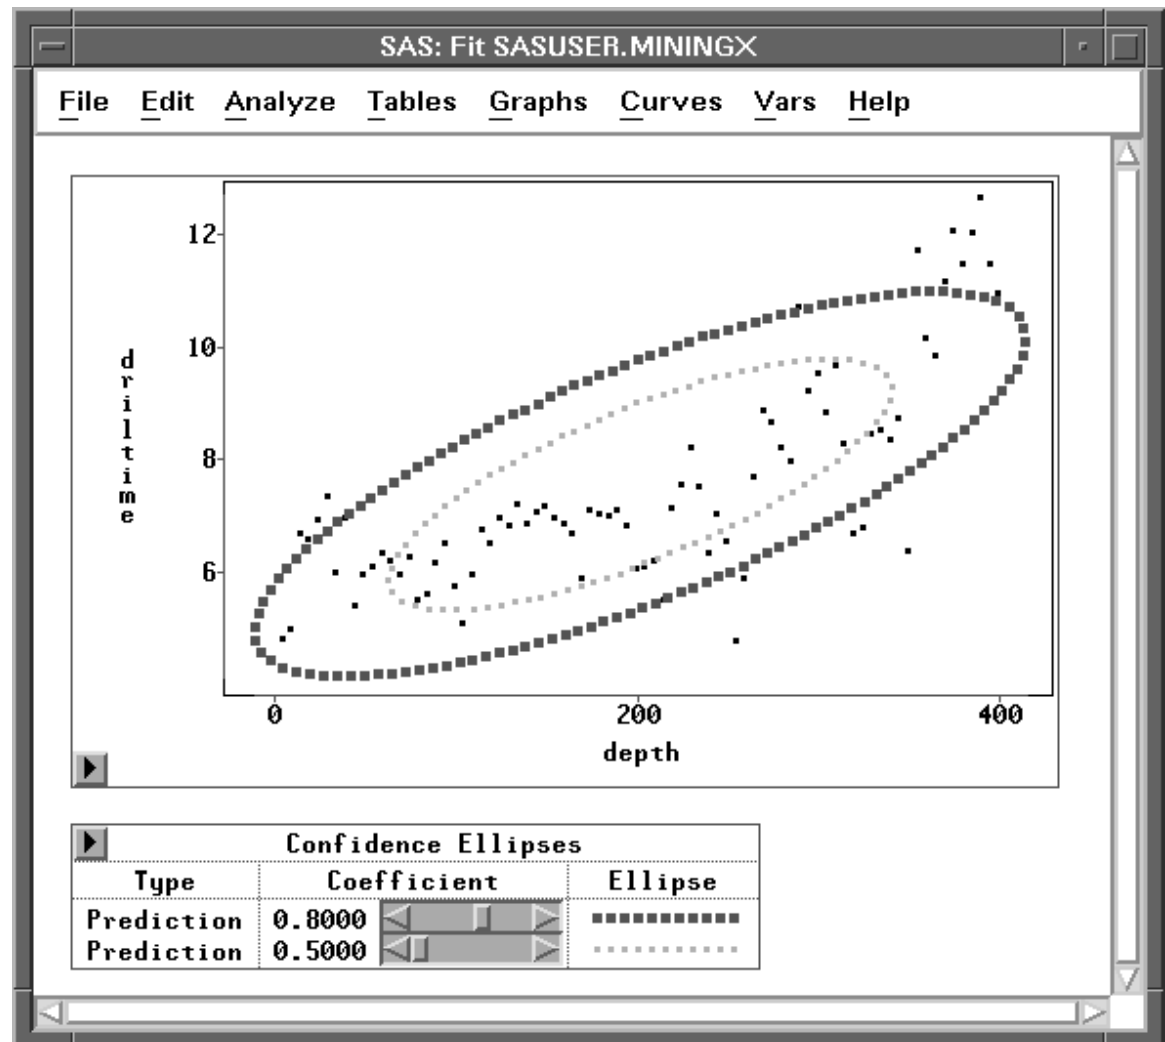 SAS: Fit SASUSER.MININGX
File Edit Analyze Tables Graphs Curves Vars Help
12
10
8
6
driltime
0 200 400
depth
Confidence Ellipses
Type Coefficient Ellipse
Prediction 0.8000
Prediction 0.5000